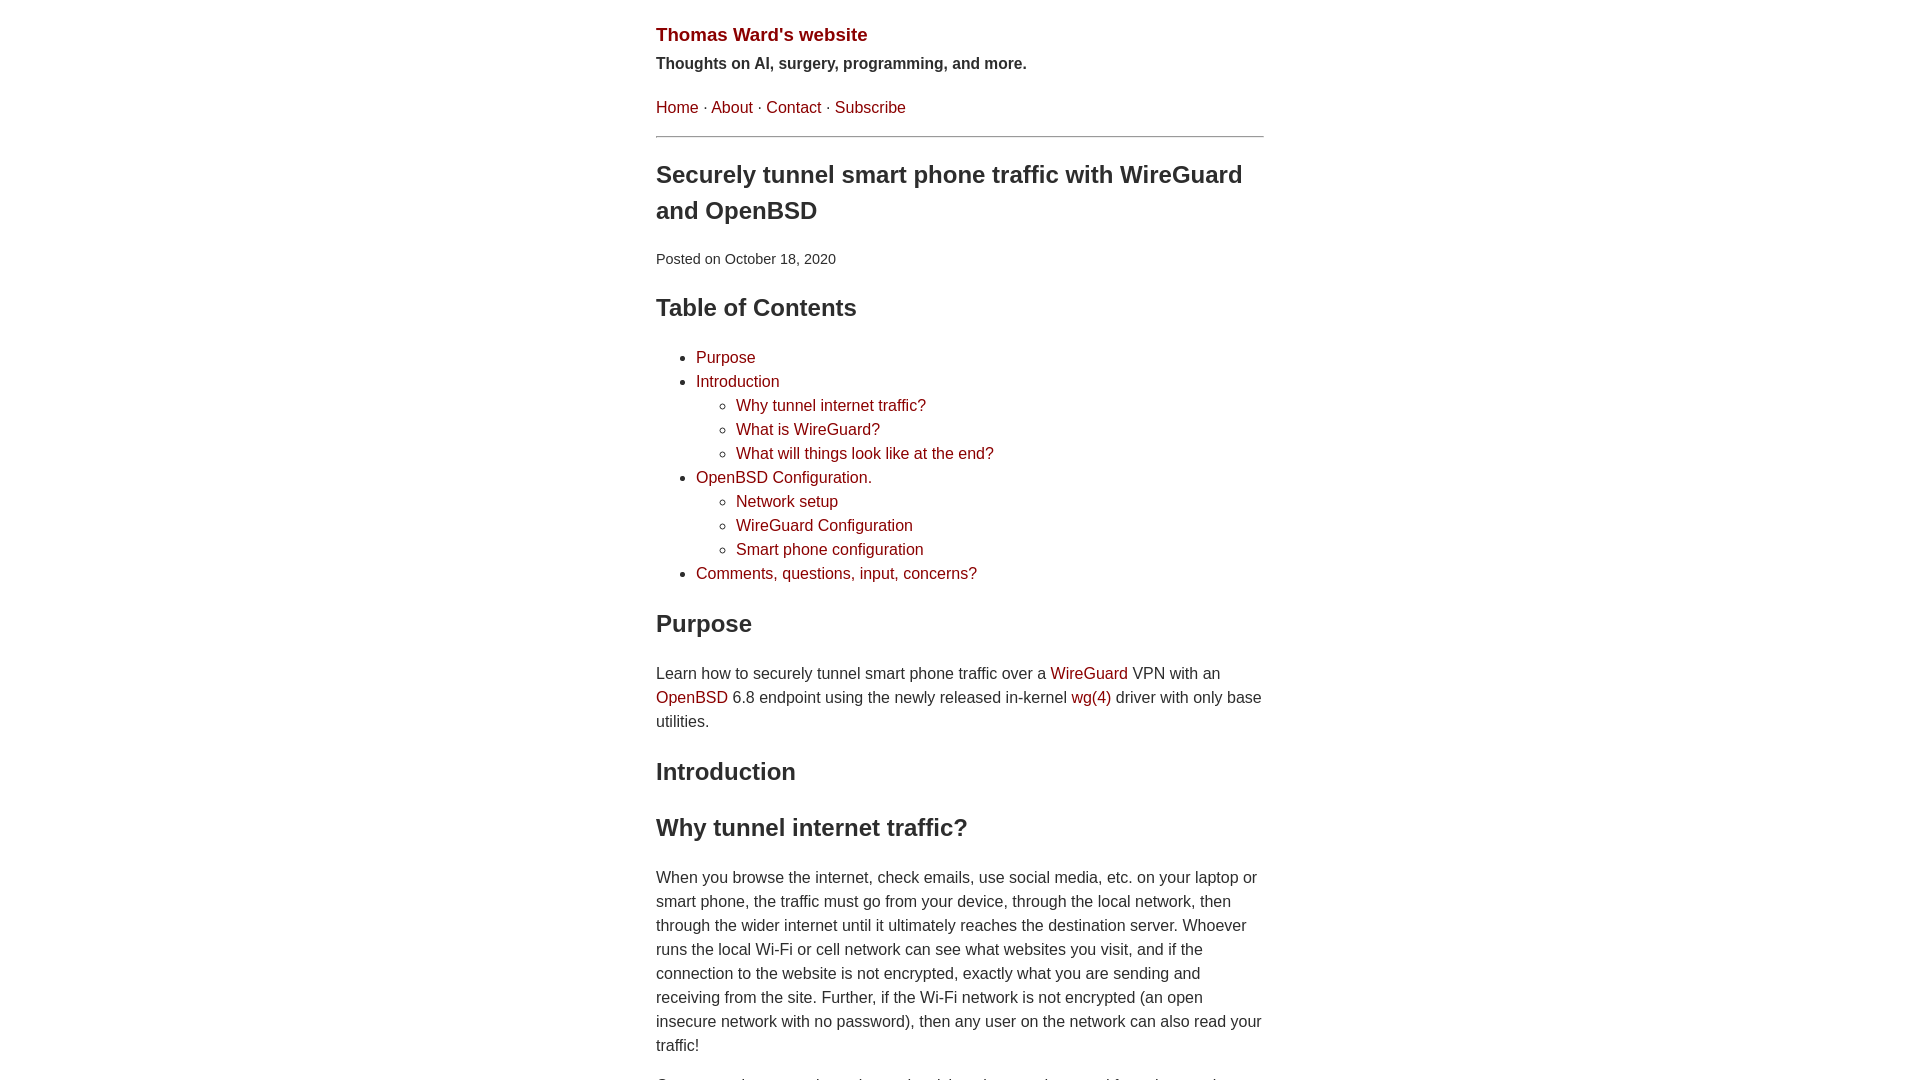 Thomas Ward's website
Thoughts on AI, surgery, programming, and more.
Home · About · Contact · Subscribe
Securely tunnel smart phone traffic with WireGuard
and OpenBSD
Posted on October 18, 2020
Table of Contents
Purpose
Introduction
Why tunnel internet traffic?
What is WireGuard?
What will things look like at the end?
OpenBSD Configuration.
Network setup
WireGuard Configuration
Smart phone configuration
Comments, questions, input, concerns?
Purpose
Learn how to securely tunnel smart phone traffic over a WireGuard VPN with an
OpenBSD 6.8 endpoint using the newly released in-kernel wg(4) driver with only base
utilities.
Introduction
Why tunnel internet traffic?
When you browse the internet, check emails, use social media, etc. on your laptop or
smart phone, the traffic must go from your device, through the local network, then
through the wider internet until it ultimately reaches the destination server. Whoever
runs the local Wi-Fi or cell network can see what websites you visit, and if the
connection to the website is not encrypted, exactly what you are sending and
receiving from the site. Further, if the Wi-Fi network is not encrypted (an open
insecure network with no password), then any user on the network can also read your
traffic!